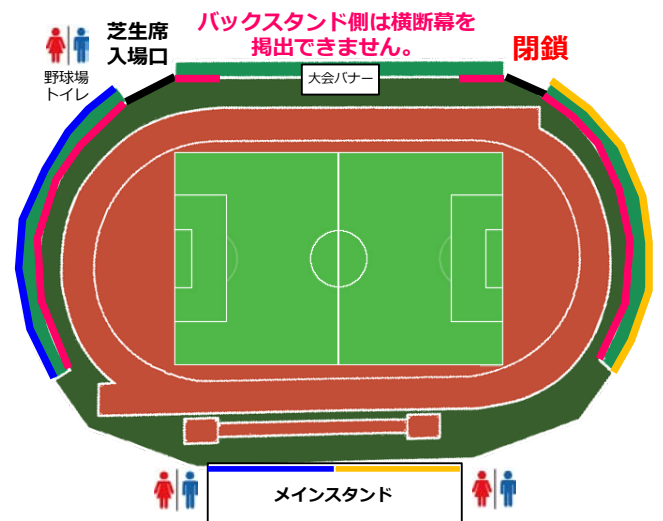 芝生席
入場口
バックスタンド側は横断幕を
掲出できません。
閉鎖
野球場
トイレ
大会バナー
メインスタンド